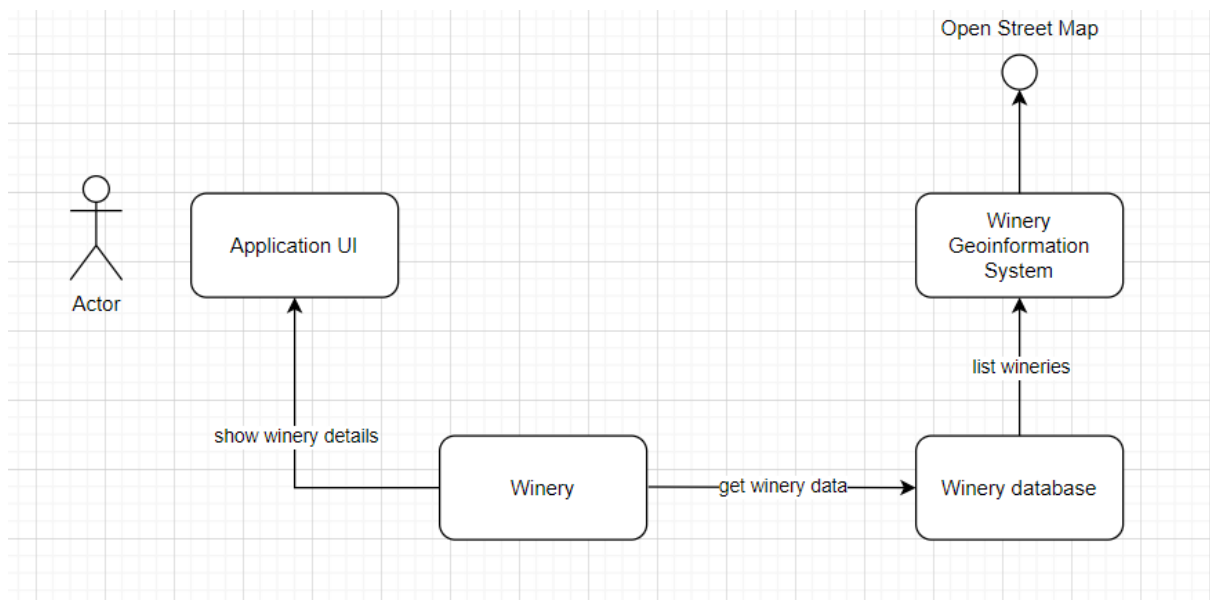 Open Street Map
Application UI
Winery
Geoinformation
System
Actor
list wineries
show winery details
Winery
get winery data
Winery database